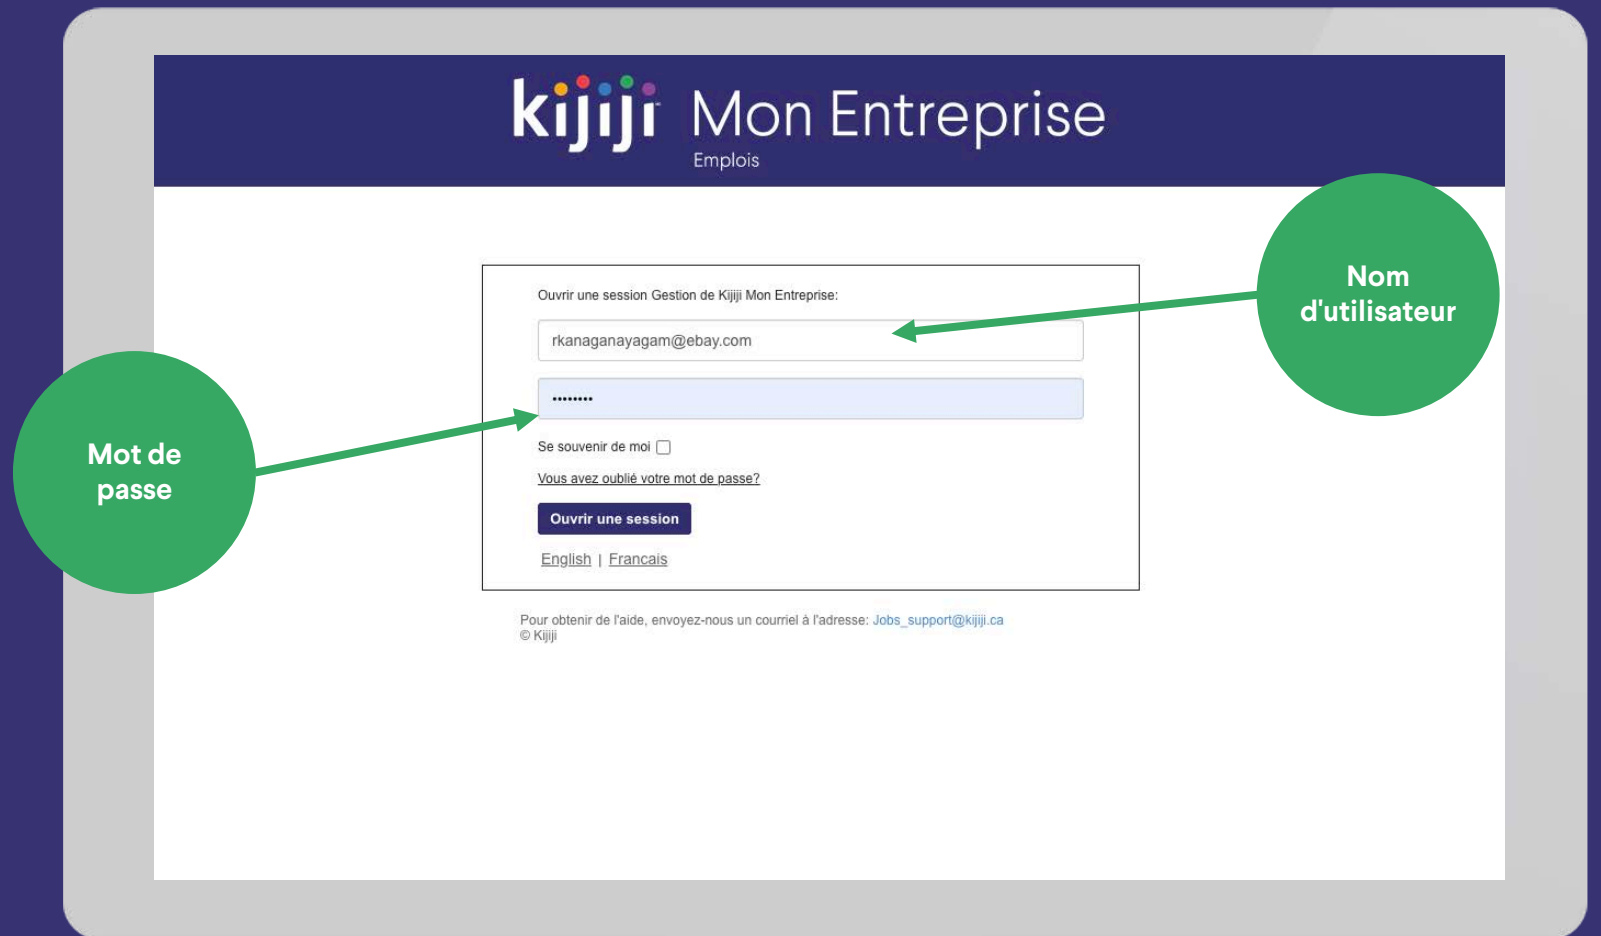 kijiji Mon Entreprise
Emplois
Nom
d'utilisateur
Ouvrir une session Gestion de Kijiji Mon Entreprise:
rkanaganayagam@ebay.com
••••••••
Mot de
passe
Se souvenir de moi
Vous avez oublié votre mot de passe?
Ouvrir une session
English | Francais
Pour obtenir de l'aide, envoyez-nous un courriel à l'adresse: Jobs_support@kijiji.ca
© Kijiji